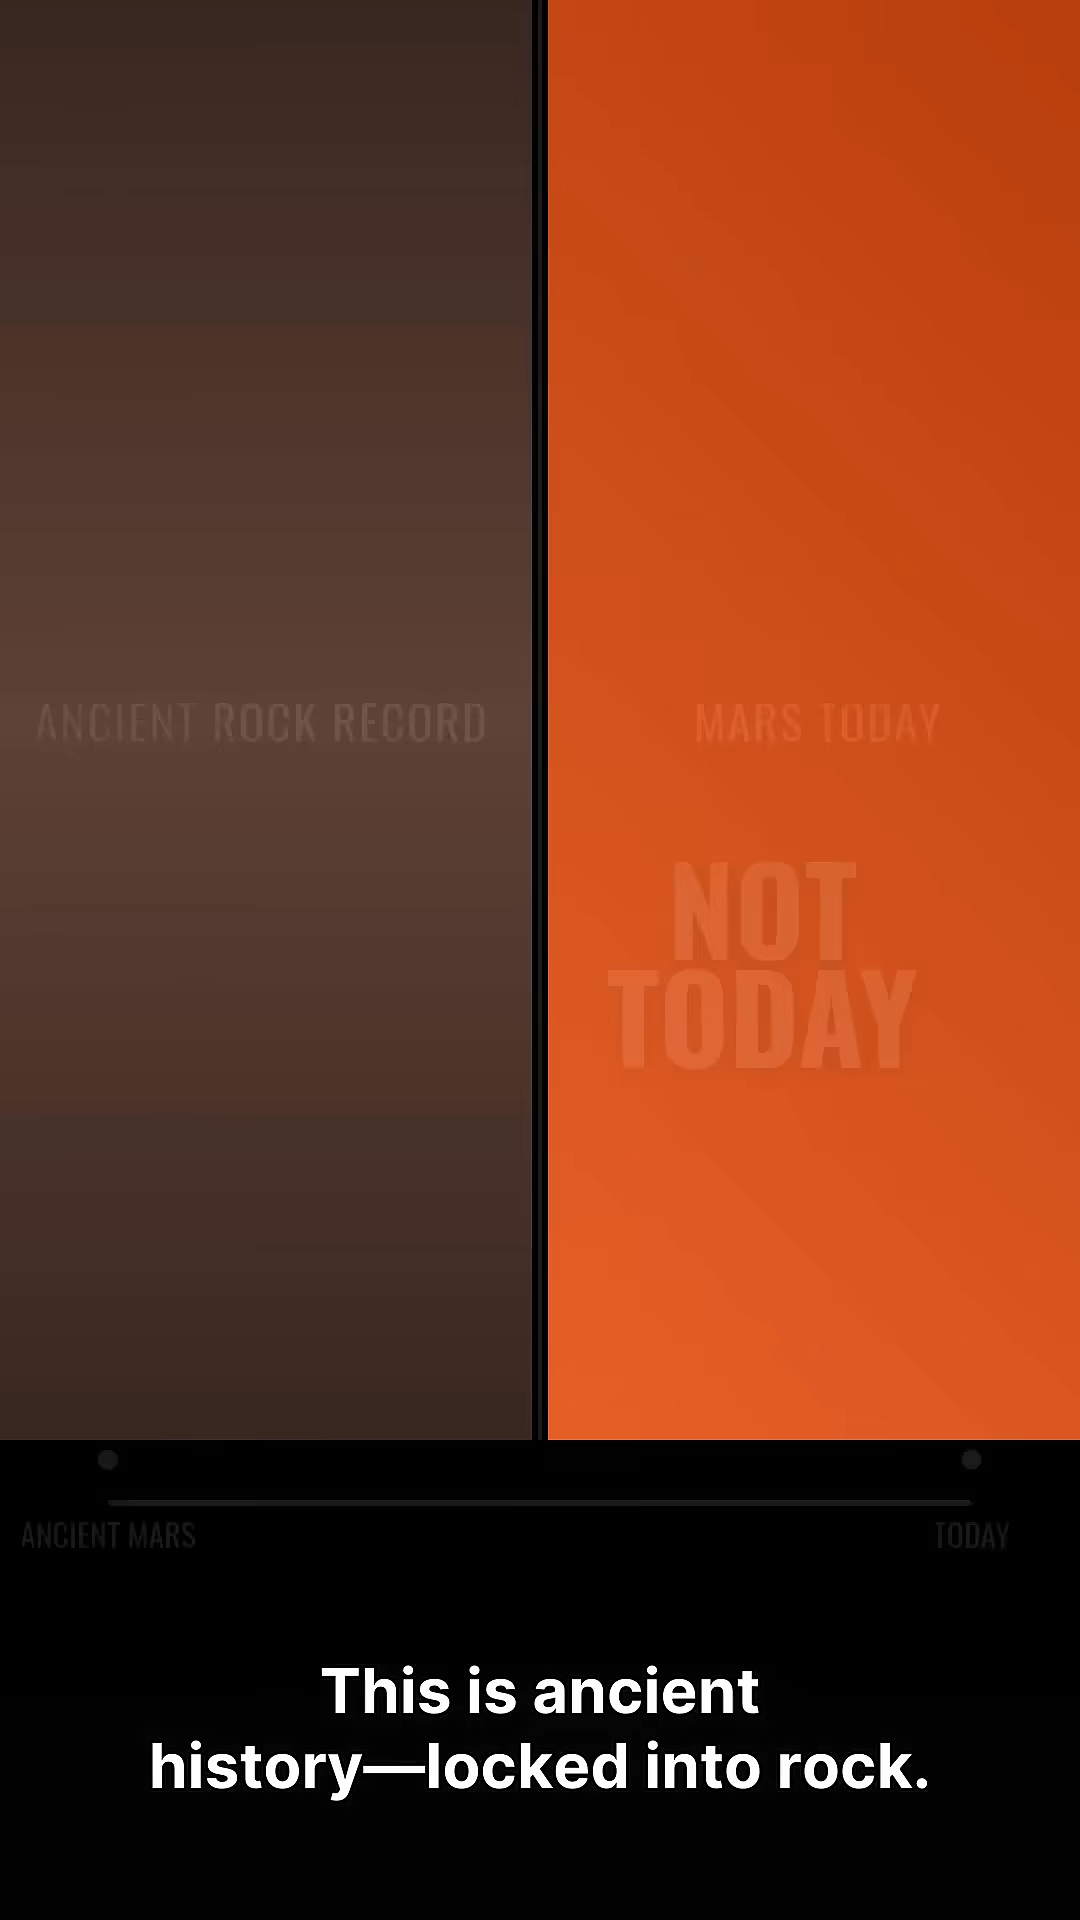 ANCIENT ROCK RECORD
MARS TODAY
NOT
TODAY
ANCIENT MARS
TODAY
This is ancient
history—locked into rock.